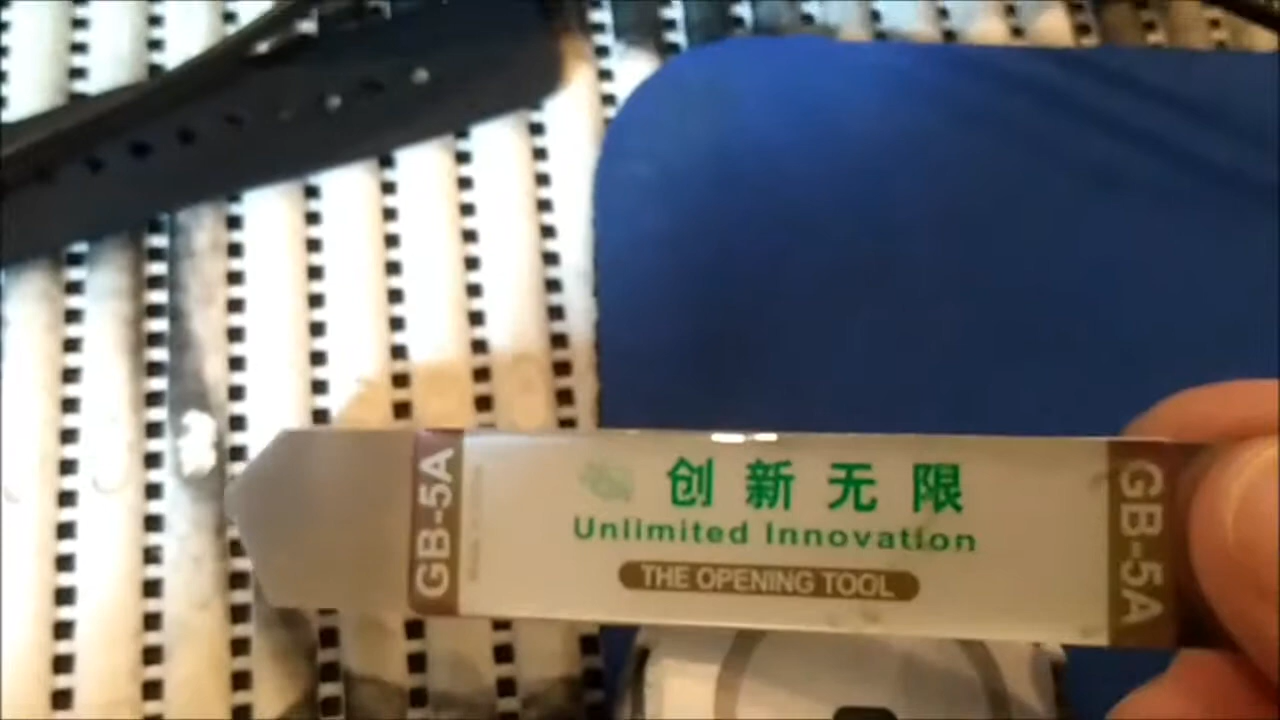 GB-5A
创新无限
Unlimited Innovation
THE OPENING TOOL
GB-5A